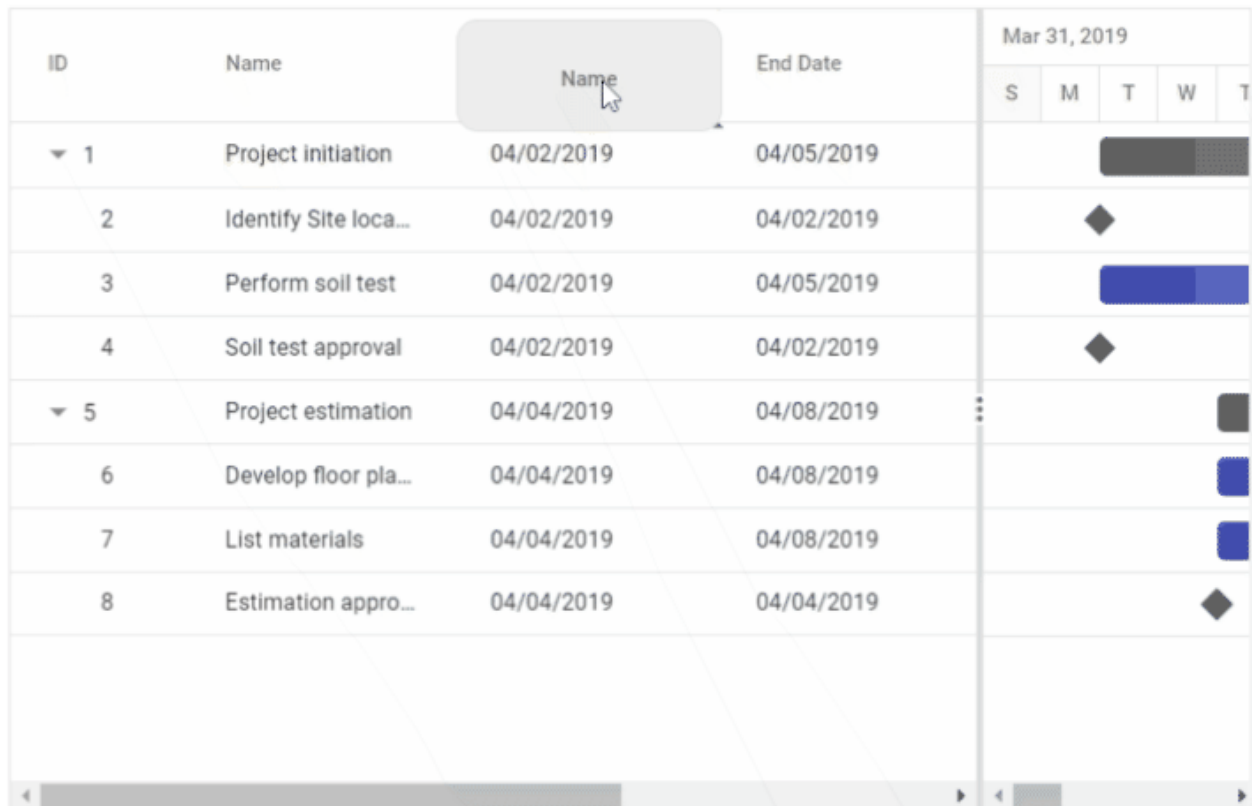 Mar 31, 2019
ID Name Name End Date
S M T W T
1 Project initiation 04/02/2019 04/05/2019
2 Identify Site loca... 04/02/2019 04/02/2019
3 Perform soil test 04/02/2019 04/05/2019
4 Soil test approval 04/02/2019 04/02/2019
5 Project estimation 04/04/2019 04/08/2019
6 Develop floor pla... 04/04/2019 04/08/2019
7 List materials 04/04/2019 04/08/2019
8 Estimation appro... 04/04/2019 04/04/2019